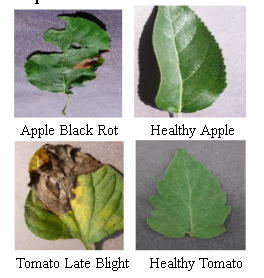 Apple Black Rot
Healthy Apple
Tomato Late Blight
Healthy Tomato